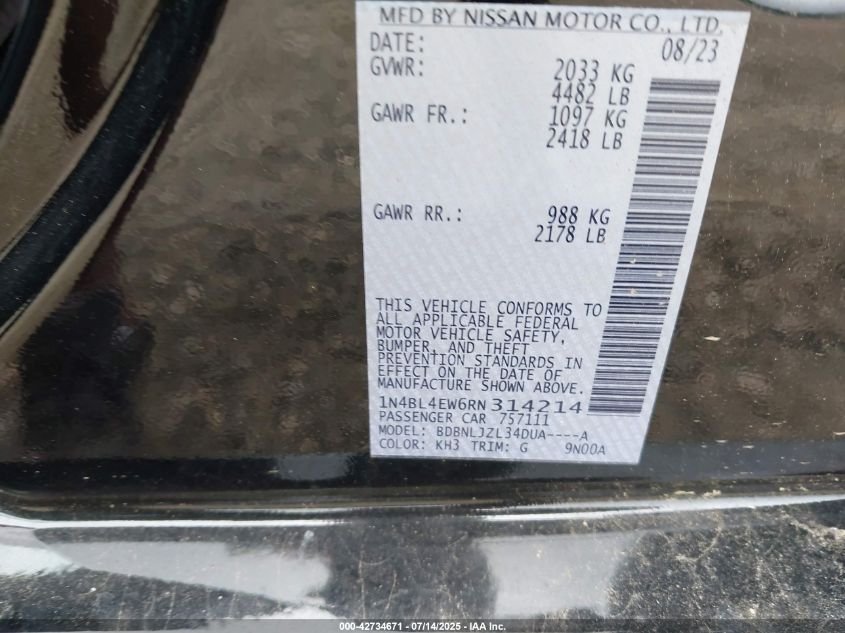 MFD BY NISSAN MOTOR CO., LTD.
DATE: 08/23
GVWR: 2033 KG
4482 LB
GAWR FR.: 1097 KG
2418 LB
GAWR RR.: 988 KG
2178 LB
THIS VEHICLE CONFORMS TO
ALL APPLICABLE FEDERAL
MOTOR VEHICLE SAFETY,
BUMPER, AND THEFT
PREVENTION STANDARDS IN
EFFECT ON THE DATE OF
MANUFACTURE SHOWN ABOVE.
1N4BL4EW6RN314214
PASSENGER CAR 757111
MODEL: BDBNLJZL34DUA----A
COLOR: KH3 TRIM: G 9N00A
000-42734671 - 07/14/2025 - IAA Inc.